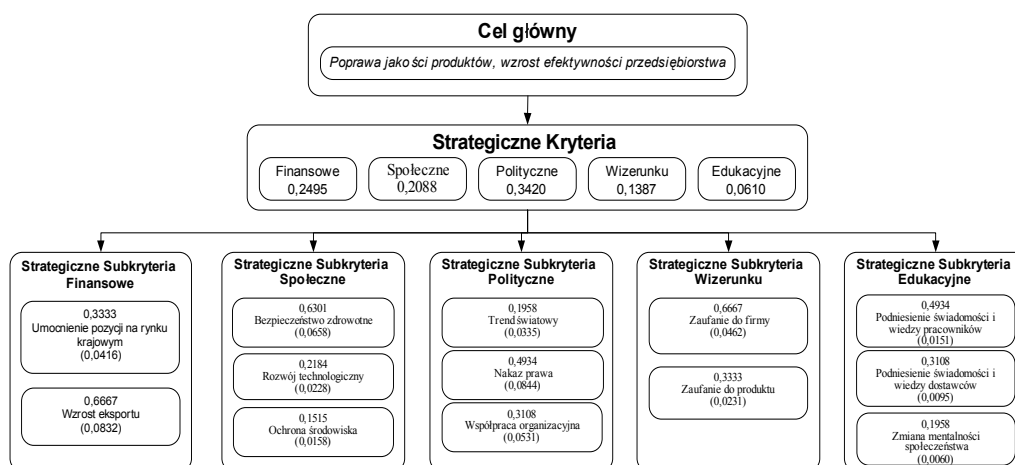 Cel główny
Poprawa jakości produktów, wzrost efektywności przedsiębiorstwa
Strategiczne Kryteria
Finansowe
0,2495
Społeczne
0,2088
Polityczne
0,3420
Wizerunku
0,1387
Edukacyjne
0,0610
Strategiczne Subkryteria
Finansowe
0,3333
Umocnienie pozycji na rynku
krajowym
(0,0416)
0,6667
Wzrost eksportu
(0,0832)
Strategiczne Subkryteria
Społeczne
0,6301
Bezpieczeństwo zdrowotne
(0,0658)
0,2184
Rozwój technologiczny
(0,0228)
0,1515
Ochrona środowiska
(0,0158)
Strategiczne Subkryteria
Polityczne
0,1958
Trend światowy
(0,0335)
0,4934
Nakaz prawa
(0,0844)
0,3108
Współpraca organizacyjna
(0,0531)
Strategiczne Subkryteria
Wizerunku
0,6667
Zaufanie do firmy
(0,0462)
0,3333
Zaufanie do produktu
(0,0231)
Strategiczne Subkryteria
Edukacyjne
0,4934
Podniesienie świadomości i
wiedzy pracowników
(0,0151)
0,3108
Podniesienie świadomości i
wiedzy dostawców
(0,0095)
0,1958
Zmiana mentalności
społeczeństwa
(0,0060)